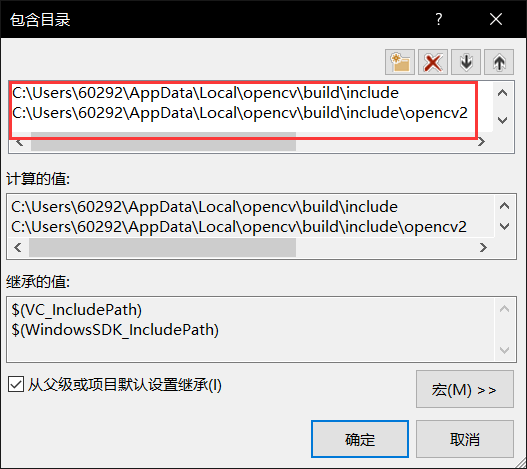 包含目录
C:\Users\60292\AppData\Local\opencv\build\include
C:\Users\60292\AppData\Local\opencv\build\include\opencv2
计算的值:
C:\Users\60292\AppData\Local\opencv\build\include
C:\Users\60292\AppData\Local\opencv\build\include\opencv2
继承的值:
$(VC_IncludePath)
$(WindowsSDK_IncludePath)
从父级或项目默认设置继承(I)
宏(M) >>
确定
取消